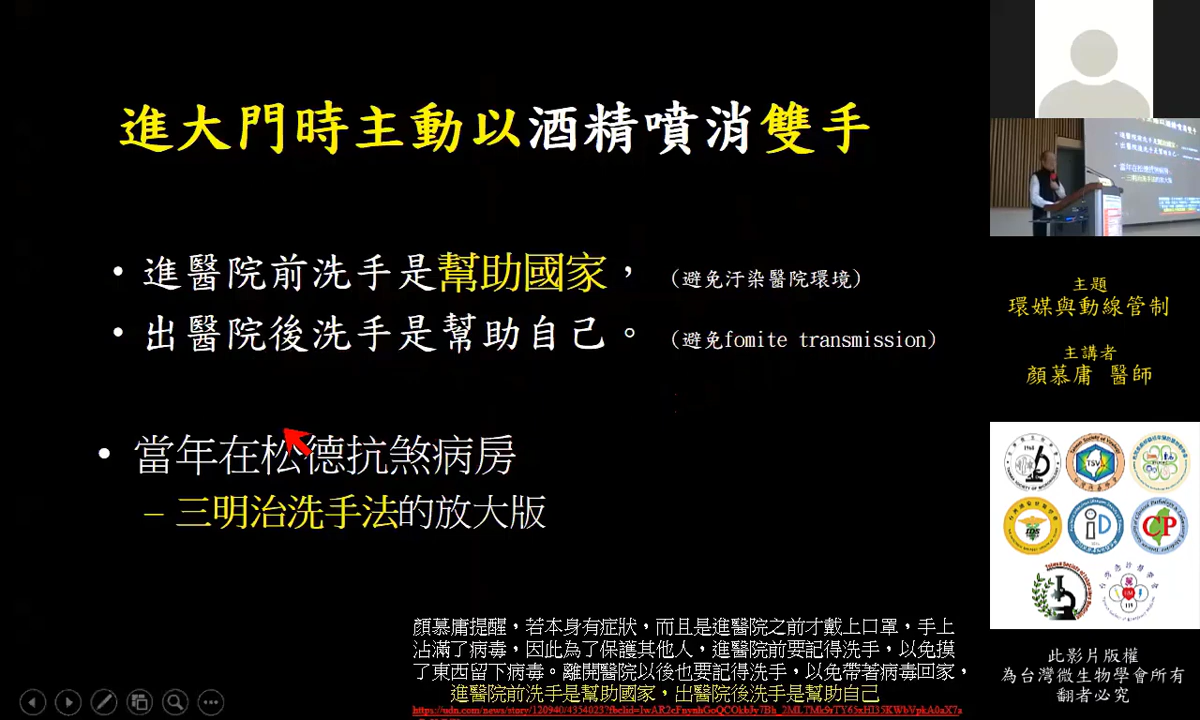 進大門時主動以酒精噴消雙手
• 進醫院前洗手是幫助國家， (避免汙染醫院環境)
• 出醫院後洗手是幫助自己。 (避免fomite transmission)
• 當年在松德抗煞病房
– 三明治洗手法的放大版
顏慕庸提醒，若本身有症狀，而且是進醫院之前才戴上口罩，手上
沾滿了病毒，因此為了保護其他人，進醫院前要記得洗手，以免摸
了東西留下病毒。離開醫院以後也要記得洗手，以免帶著病毒回家，
進醫院前洗手是幫助國家，出醫院後洗手是幫助自己
主題
環媒與動線管制
主講者
顏慕庸 醫師
TSV
iD
CP
此影片版權
為台灣微生物學會所有
翻者必究